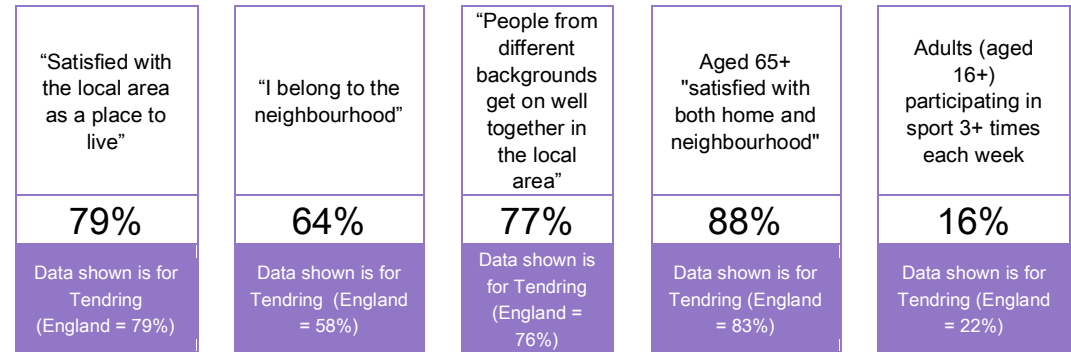 “Satisfied with
the local area
as a place to
live”
79%
Data shown is for
Tendring
(England = 79%)
“I belong to the
neighbourhood”
64%
Data shown is for
Tendring (England
= 58%)
“People from
different
backgrounds
get on well
together in
the local
area”
77%
Data shown is
for Tendring
(England =
76%)
Aged 65+
"satisfied with
both home and
neighbourhood"
88%
Data shown is for
Tendring (England
= 83%)
Adults (aged
16+)
participating in
sport 3+ times
each week
16%
Data shown is for
Tendring (England
= 22%)